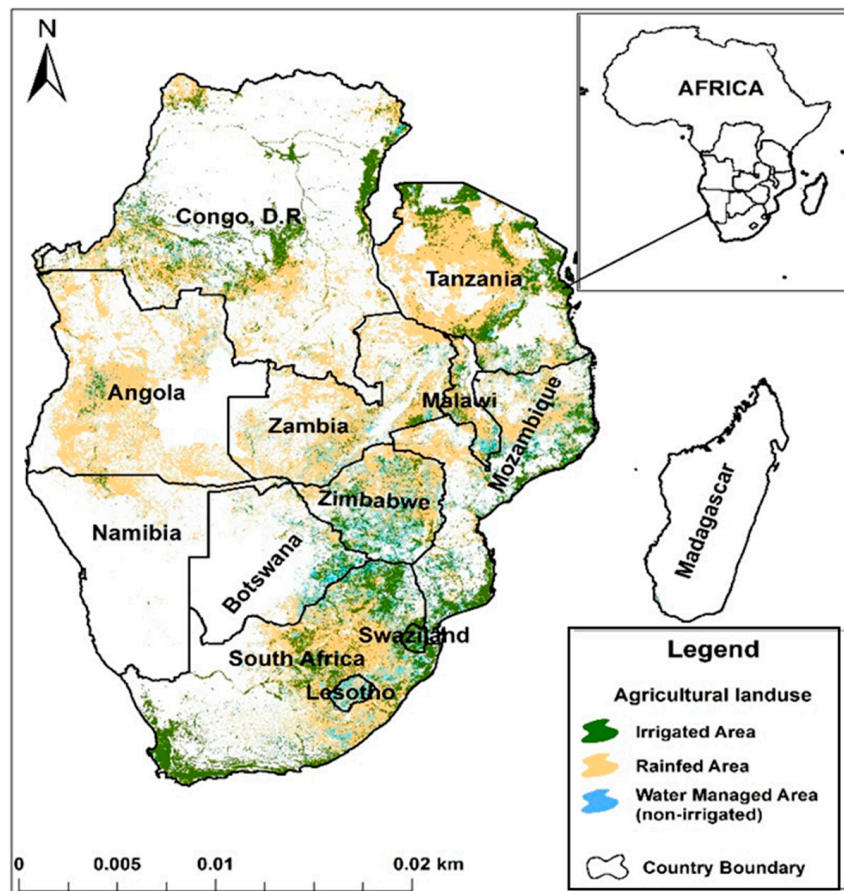 N
AFRICA
Congo, D.R
Tanzania
Angola
Malawi
Zambia
Mozambique
Zimbabwe
Namibia
Botswana
Madagascar
Swaziland
South Africa
Lesotho
Legend
Agricultural landuse
Irrigated Area
Rainfed Area
Water Managed Area
(non-irrigated)
Country Boundary
0 0.005 0.01 0.02 km